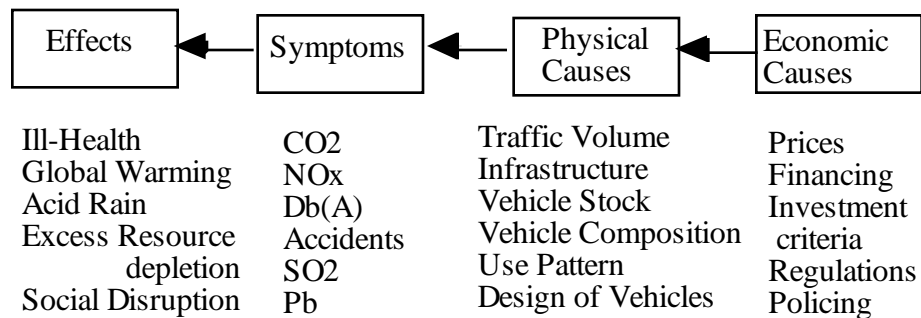 Effects
Symptoms
Physical
Causes
Economic
Causes
Ill-Health
Global Warming
Acid Rain
Excess Resource
depletion
Social Disruption
CO2
NOx
Db(A)
Accidents
SO2
Pb
Traffic Volume
Infrastructure
Vehicle Stock
Vehicle Composition
Use Pattern
Design of Vehicles
Prices
Financing
Investment
criteria
Regulations
Policing